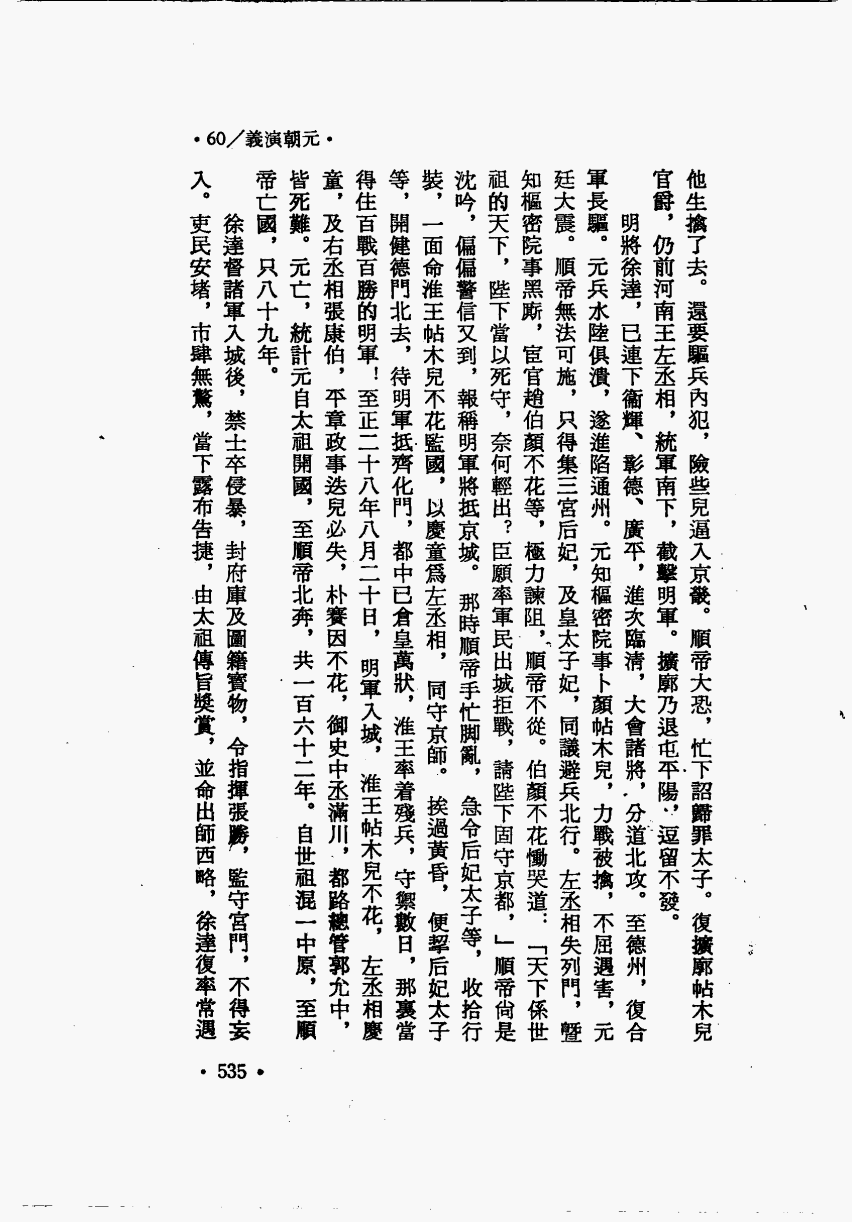 •60／義演朝元•
他生擒了去。還要驅兵內犯，險些兒逼入京畿。順帝大恐，忙下詔歸罪太子。復擴廓帖木兒
官爵，仍前河南王左丞相，統軍南下，截擊明軍。擴廓乃退屯平陽，逗留不發。
明將徐達，已連下衞輝、彰德、廣平，進次臨清，大會諸將，分道北攻。至德州，復合
軍長驅。元兵水陸俱潰，遂進陷通州。元知樞密院事卜顏帖木兒，力戰被擒，不屈遇害，元
廷大震。順帝無法可施，只得集三宮后妃，及皇太子妃，同議避兵北行。左丞相失列門，曁
知樞密院事黑厮，宦官趙伯顏不花等，極力諫阻，順帝不從。伯顏不花慟哭道：「天下係世
祖的天下，陛下當以死守，奈何輕出？臣願率軍民出城拒戰，請陛下固守京都，」順帝尙是
沈吟，偏偏警信又到，報稱明軍將抵京城。那時順帝手忙脚亂，急令后妃太子等，收拾行
裝，一面命淮王帖木兒不花監國，以慶童爲左丞相，同守京師。挨過黃昏，便挈后妃太子
等，開健德門北去，待明軍抵齊化門，都中已倉皇萬狀，淮王率着殘兵，守禦數日，那裏當
得住百戰百勝的明軍！至正二十八年八月二十日，明軍入城，淮王帖木兒不花，左丞相慶
童，及右丞相張康伯，平章政事迭兒必失，朴賽因不花，御史中丞滿川，都路總管郭允中，
皆死難。元亡，統計元自太祖開國，至順帝北奔，共一百六十二年。自世祖混一中原，至順
帝亡國，只八十九年。
徐達督諸軍入城後，禁士卒侵暴，封府庫及圖籍寳物，令指揮張勝，監守宮門，不得妄
入。吏民安堵，市肆無驚，當下露布告捷，由太祖傳旨獎賞，並命出師西略，徐達復率常遇
•535•